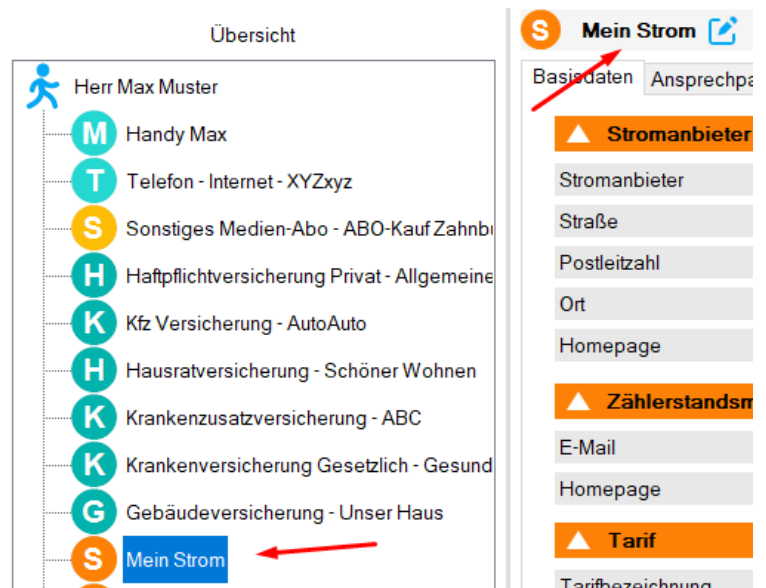 Übersicht
Herr Max Muster
M Handy Max
T Telefon - Internet - XYZxyz
S Sonstiges Medien-Abo - ABO-Kauf Zahnb
H Haftpflichtversicherung Privat - Allgemeine
K Kfz Versicherung - AutoAuto
H Hausratversicherung - Schöner Wohnen
K Krankenzusatzversicherung - ABC
K Krankenversicherung Gesetzlich - Gesund
G Gebäudeversicherung - Unser Haus
S Mein Strom
S Mein Strom
Basisdaten Ansprechpa
Stromanbieter
Stromanbieter
Straße
Postleitzahl
Ort
Homepage
Zählerstandsm
E-Mail
Homepage
Tarif
Tarifbezeichnung